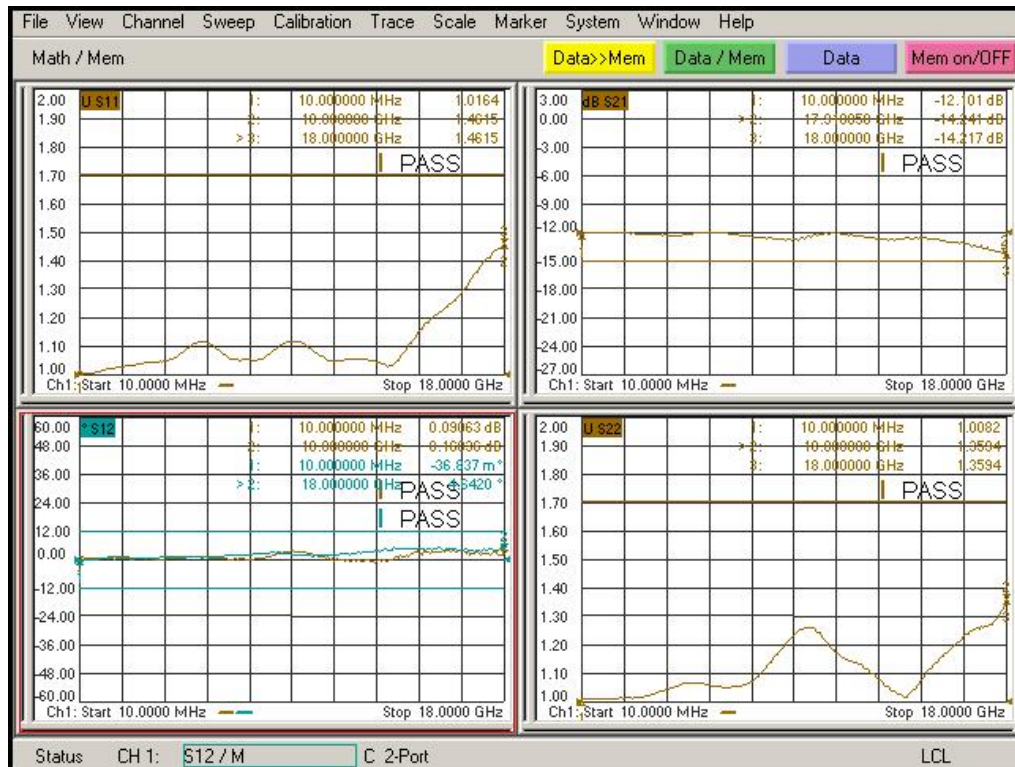 File View Channel Sweep Calibration Trace Scale Marker System Window Help
Math / Mem Data>>Mem Data / Mem Data Mem on/OFF
2.00 U S11 1: 10.000000 MHz 1.0164
1.90 2: 10.000000 GHz 1.4615
1.80 > 3: 18.000000 GHz 1.4615
PASS
1.70
1.60
1.50
1.40
1.30
1.20
1.10
1.00
Ch1: Start 10.0000 MHz Stop 18.0000 GHz
3.00 dB S21 1: 10.000000 MHz -12.101 dB
0.00 > 2: 17.910050 GHz -14.241 dB
-3.00 3: 18.000000 GHz -14.217 dB
PASS
-6.00
-9.00
-12.00
-15.00
-18.00
-21.00
-24.00
-27.00
Ch1: Start 10.0000 MHz Stop 18.0000 GHz
60.00 ° S12 1: 10.000000 MHz 0.09063 dB
48.00 2: 10.000000 GHz
36.00 1: 10.000000 MHz -36.837 m°
> 2: 18.000000 GHz
PASS
24.00
PASS
12.00
0.00
-12.00
-24.00
-36.00
-48.00
-60.00
Ch1: Start 10.0000 MHz Stop 18.0000 GHz
2.00 U S22 1: 10.000000 MHz 1.0082
1.90 > 2: 10.000000 GHz 1.3594
1.80 3: 18.000000 GHz 1.3594
PASS
1.70
1.60
1.50
1.40
1.30
1.20
1.10
1.00
Ch1: Start 10.0000 MHz Stop 18.0000 GHz
Status CH 1: S12 / M C 2-Port LCL